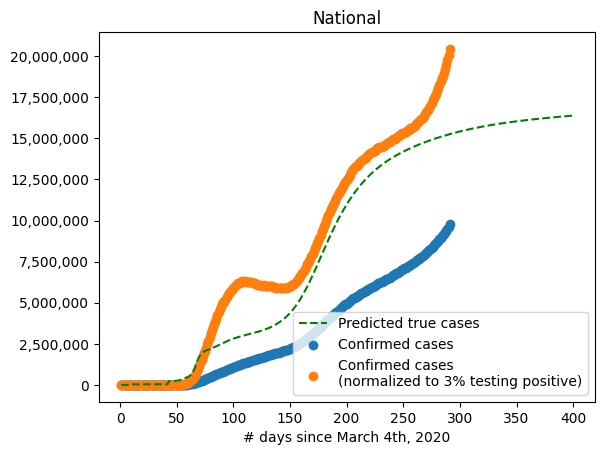 National
20,000,000
17,500,000
15,000,000
12,500,000
10,000,000
7,500,000
5,000,000
2,500,000
0
Predicted true cases
Confirmed cases
Confirmed cases
(normalized to 3% testing positive)
0 50 100 150 200 250 300 350 400
# days since March 4th, 2020